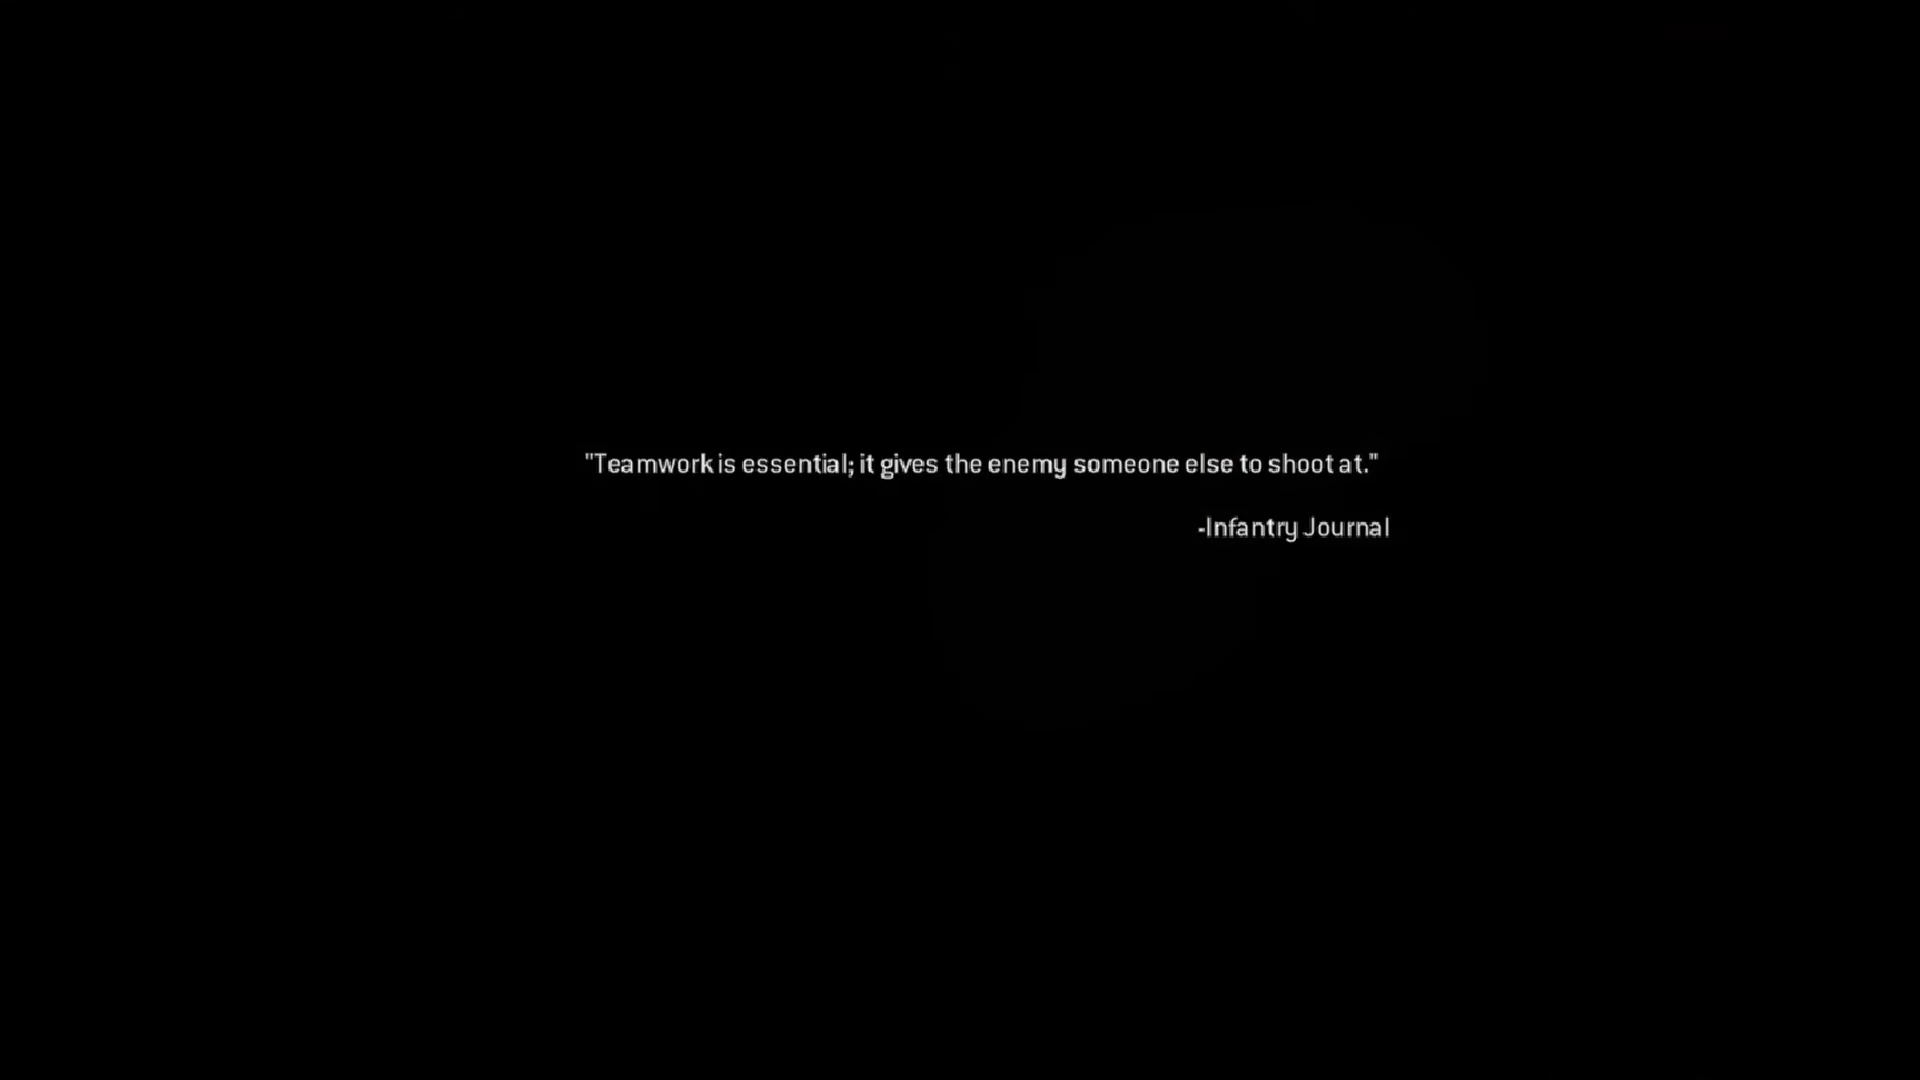 "Teamwork is essential; it gives the enemy someone else to shoot at."
-Infantry Journal